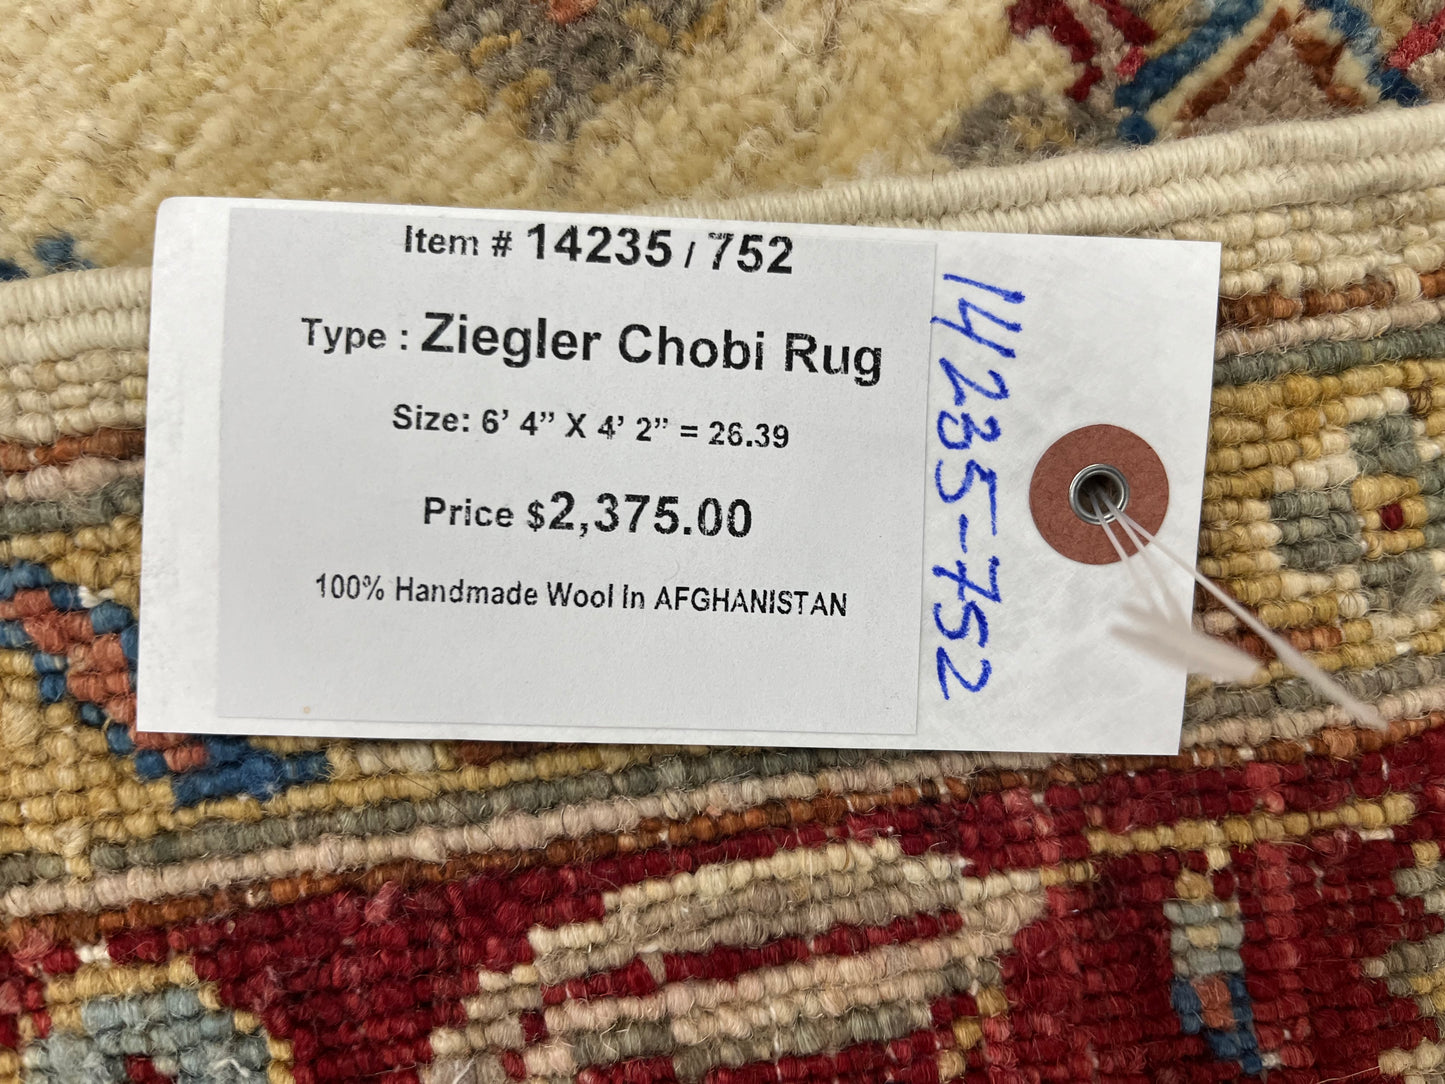 Item # 14235 / 752
Type : Ziegler Chobi Rug
Size: 6’ 4” X 4’ 2” = 26.39
Price $2,375.00
100% Handmade Wool In AFGHANISTAN
14235-752